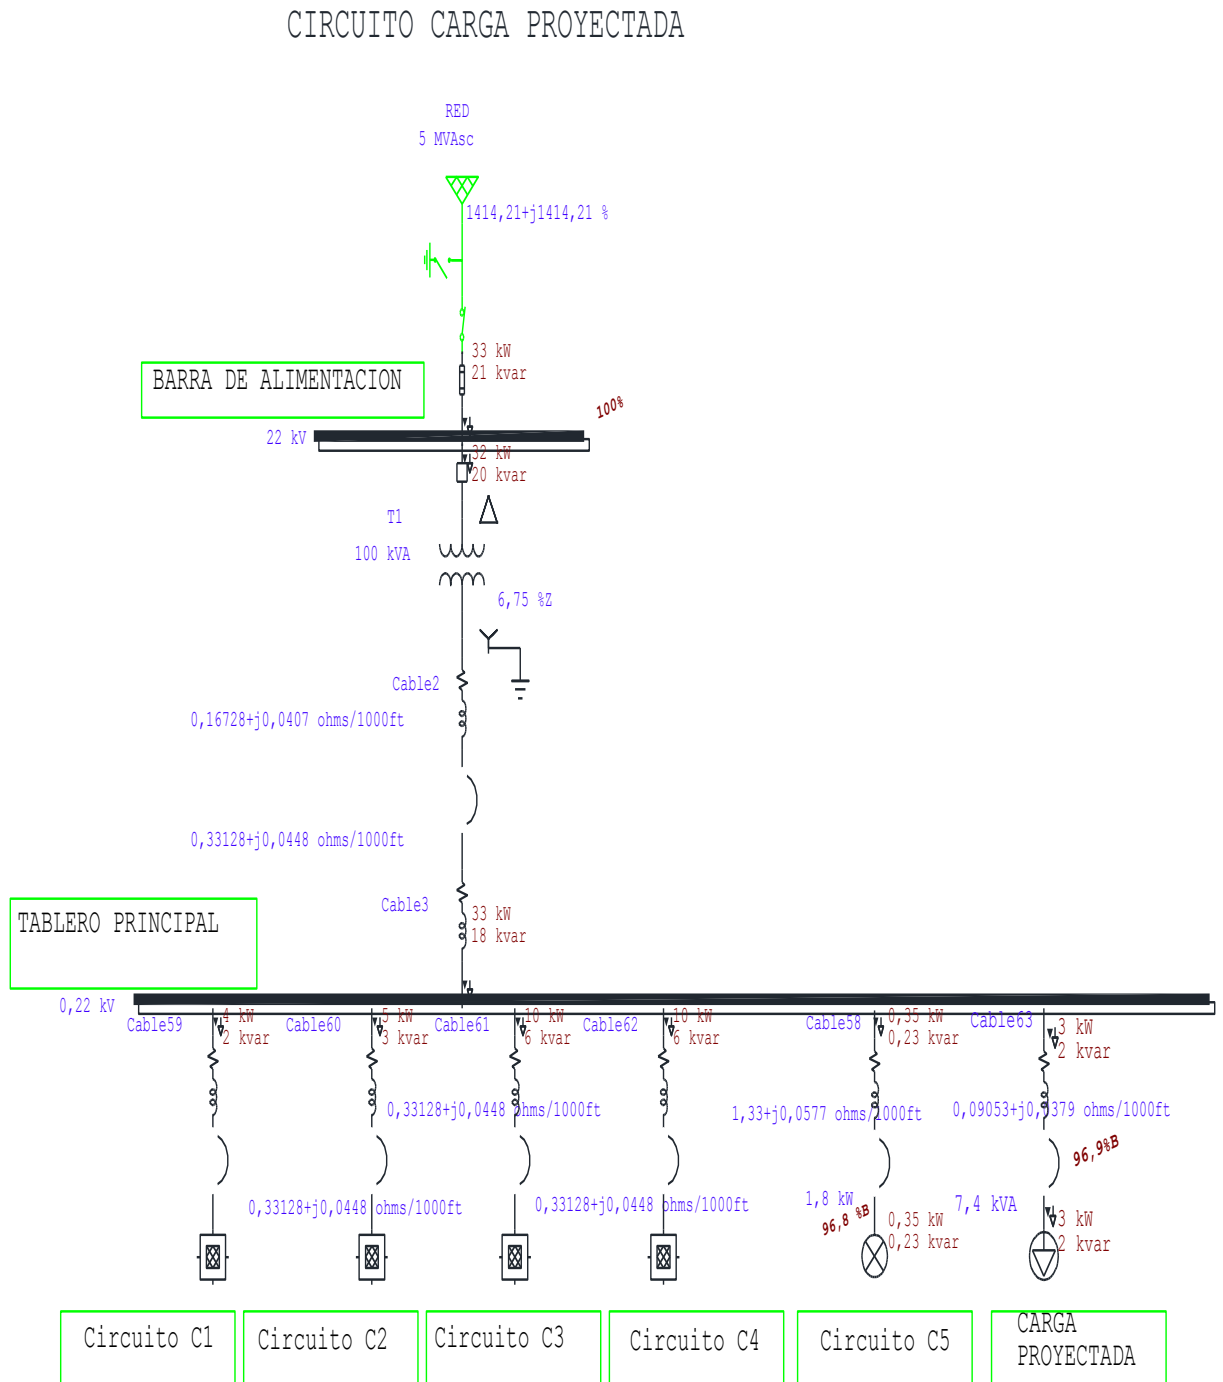 CIRCUITO CARGA PROYECTADA
RED
5 MVAsc
1414,21+j1414,21 %
33 kW
21 kvar
BARRA DE ALIMENTACION
100%
22 kV
32 kW
20 kvar
T1
100 kVA
6,75 %Z
Cable2
0,16728+j0,0407 ohms/1000ft
0,33128+j0,0448 ohms/1000ft
Cable3
33 kW
18 kvar
TABLERO PRINCIPAL
0,22 kV
Cable59
4 kW
2 kvar
Cable60
5 kW
3 kvar
Cable61
10 kW
6 kvar
Cable62
10 kW
6 kvar
Cable58
0,35 kW
0,23 kvar
Cable63
3 kW
2 kvar
0,33128+j0,0448 ohms/1000ft
1,33+j0,0577 ohms/1000ft
0,09053+j0,0379 ohms/1000ft
96,9%B
0,33128+j0,0448 ohms/1000ft
0,33128+j0,0448 ohms/1000ft
1,8 kW
96,8 %B
0,35 kW
0,23 kvar
7,4 kVA
3 kW
2 kvar
Circuito C1
Circuito C2
Circuito C3
Circuito C4
Circuito C5
CARGA
PROYECTADA